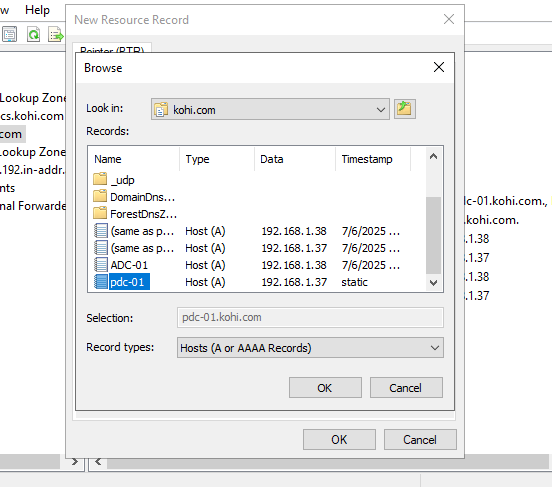 w Help
New Resource Record
Pointer (PTR)
Browse
Look in: kohi.com
Records:
Name Type Data Timestamp
_udp
DomainDns...
ForestDnsZ...
(same as p... Host (A) 192.168.1.38 7/6/2025 ...
(same as p... Host (A) 192.168.1.37 7/6/2025 ...
ADC-01 Host (A) 192.168.1.38 7/6/2025 ...
pdc-01 Host (A) 192.168.1.37 static
Selection: pdc-01.kohi.com
Record types: Hosts (A or AAAA Records)
OK Cancel
OK Cancel
Lookup Zone
cs.kohi.com
com
Lookup Zone
.192.in-addr.
nts
nal Forwarde
dc-01.kohi.com.,
.kohi.com.
.1.38
.1.37
.1.38
.1.37